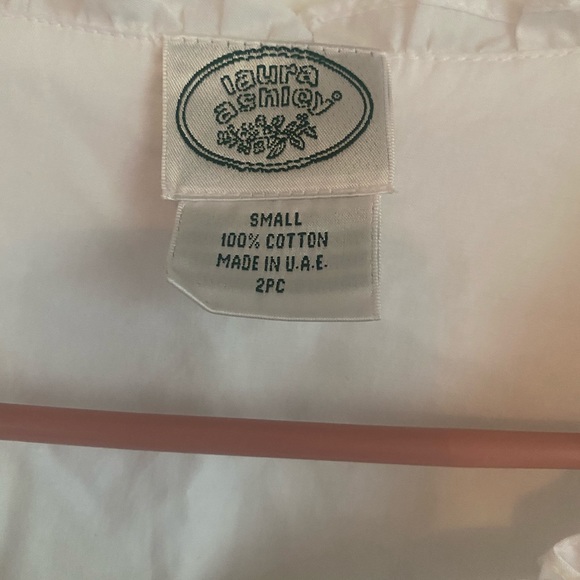 laura
ashley®
SMALL
100% COTTON
MADE IN U.A.E.
2PC